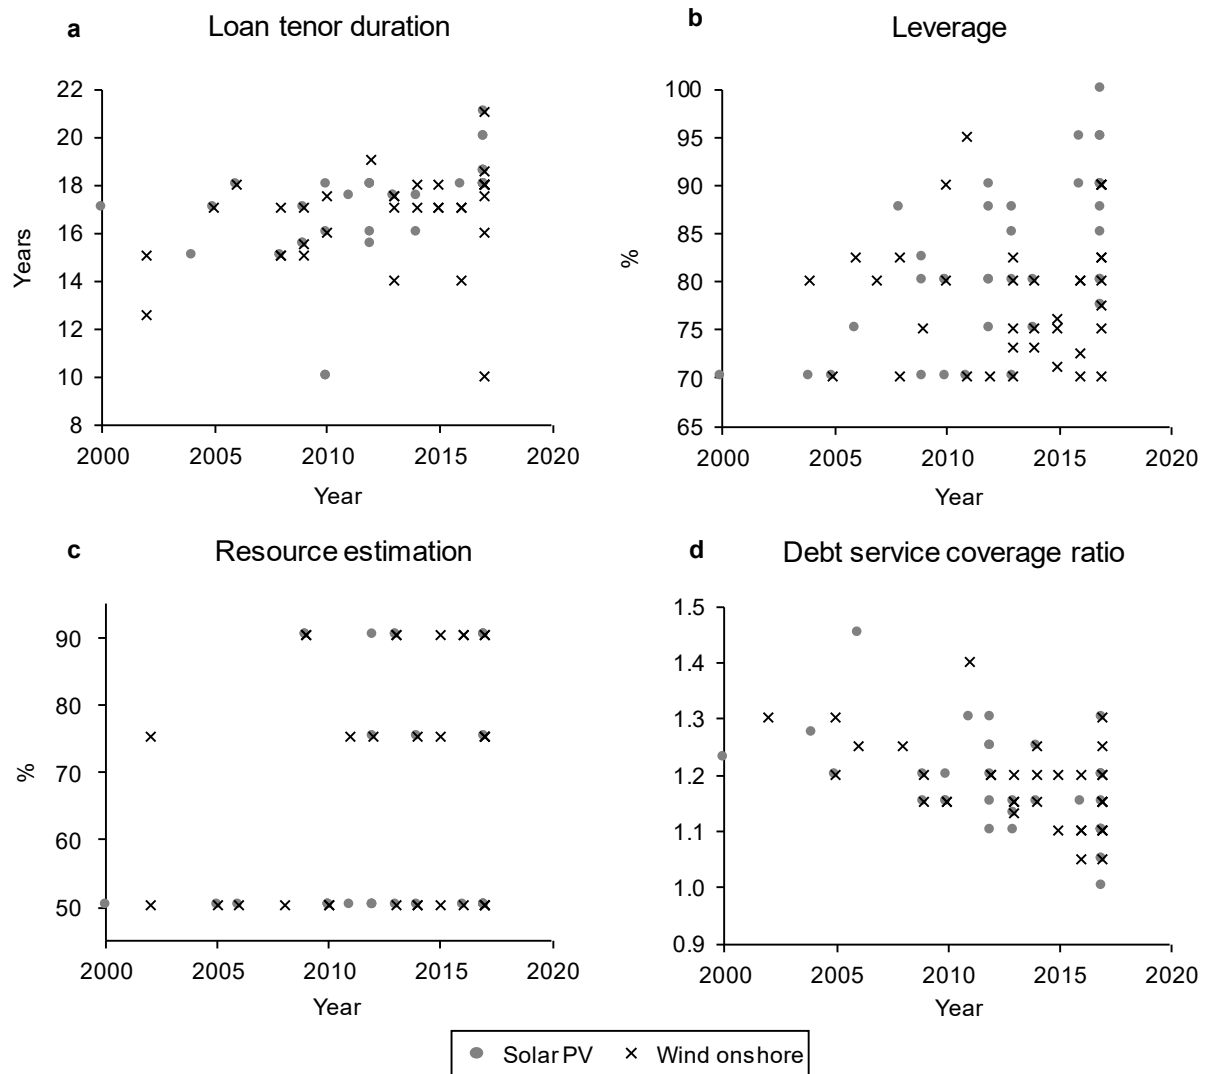 a Loan tenor duration
b Leverage
22
20
18
16
14
12
10
8
Years
2000 2005 2010 2015 2020
Year
100
95
90
85
80
75
70
65
%
2000 2005 2010 2015 2020
Year
c Resource estimation
d Debt service coverage ratio
90
80
70
60
50
%
2000 2005 2010 2015 2020
Year
1.5
1.4
1.3
1.2
1.1
1.0
0.9
2000 2005 2010 2015 2020
Year
Solar PV Wind onshore